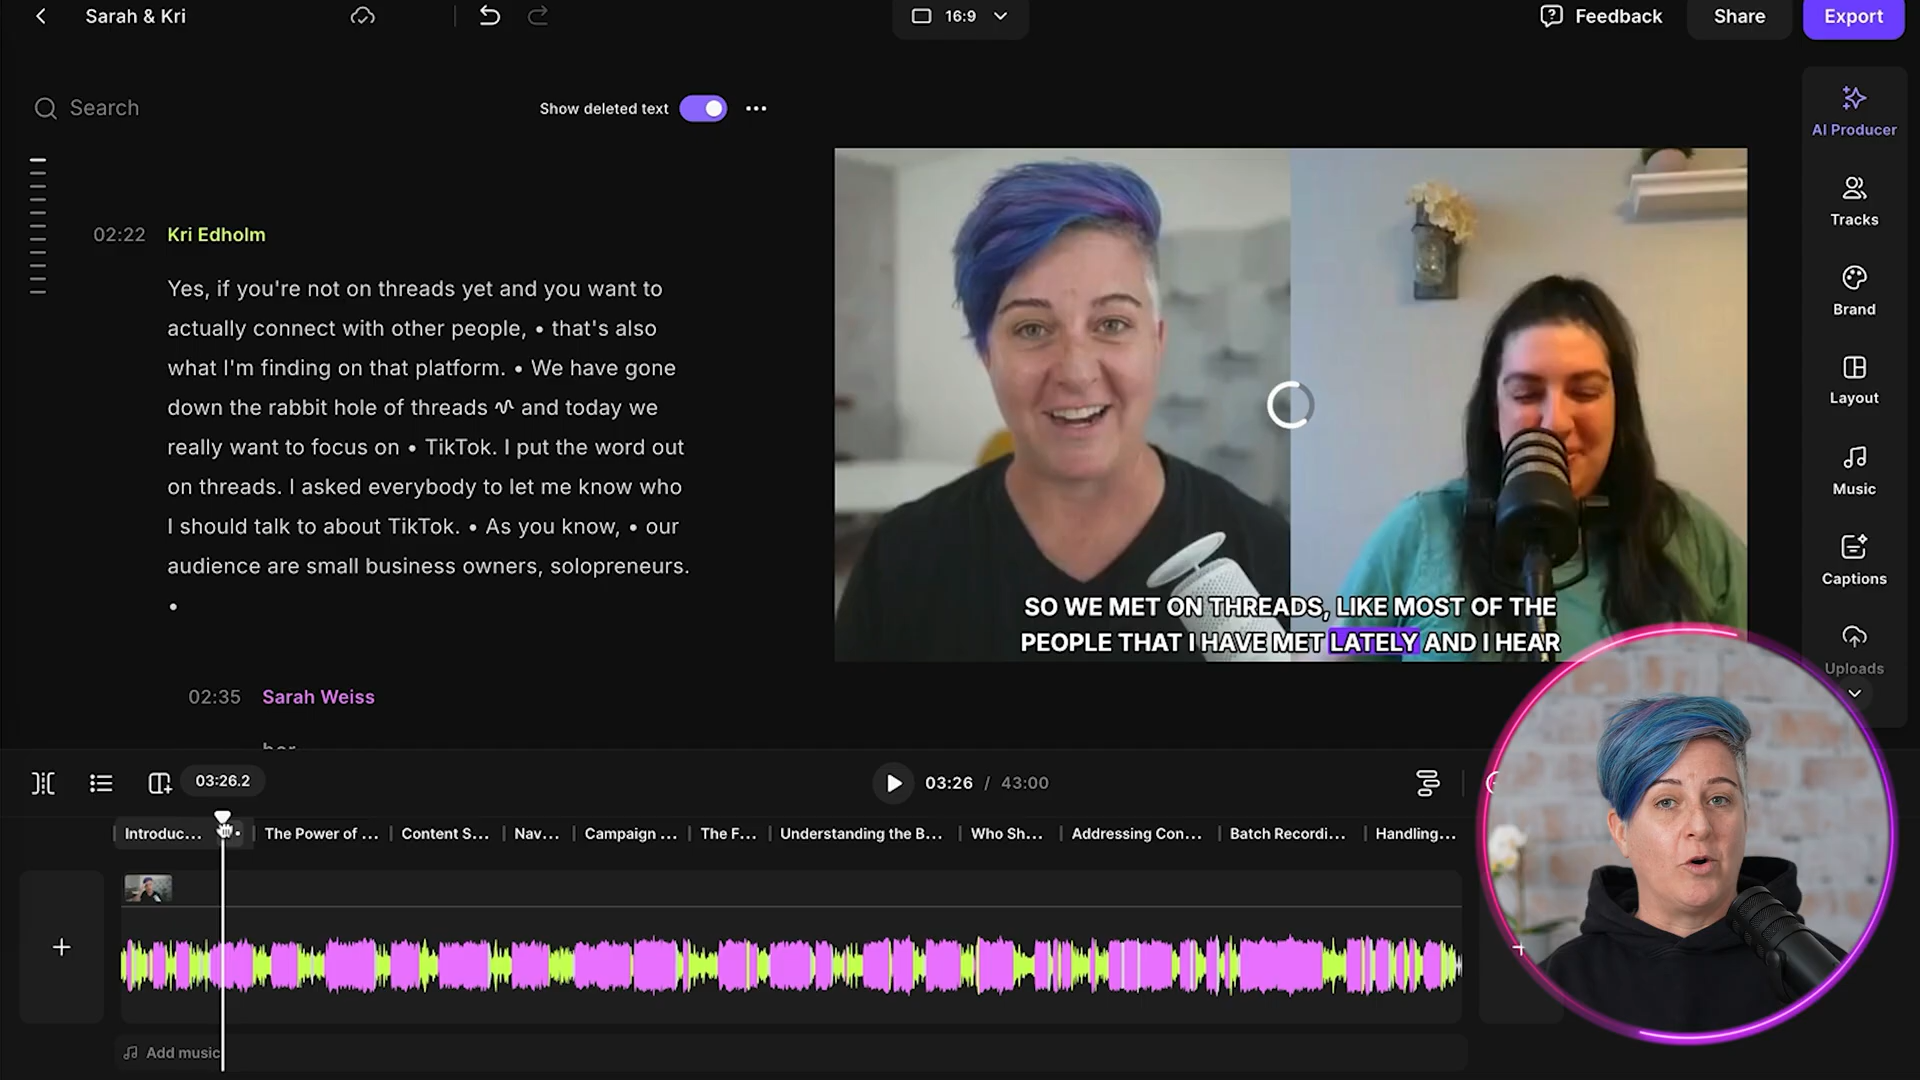 Sarah & Kri
16:9
Feedback
Share
Export
Search
Show deleted text
AI Producer
Tracks
Brand
Layout
Music
Captions
Uploads
02:22 Kri Edholm
Yes, if you're not on threads yet and you want to
actually connect with other people, • that's also
what I'm finding on that platform. • We have gone
down the rabbit hole of threads and today we
really want to focus on • TikTok. I put the word out
on threads. I asked everybody to let me know who
I should talk to about TikTok. • As you know, • our
audience are small business owners, solopreneurs.
•
02:35 Sarah Weiss
SO WE MET ON THREADS, LIKE MOST OF THE
PEOPLE THAT I HAVE MET LATELY AND I HEAR
03:26.2
03:26 / 43:00
Introduc...
The Power of ...
Content S...
Nav...
Campaign ...
The F...
Understanding the B...
Who Sh...
Addressing Con...
Batch Recordi...
Handling...
Add music